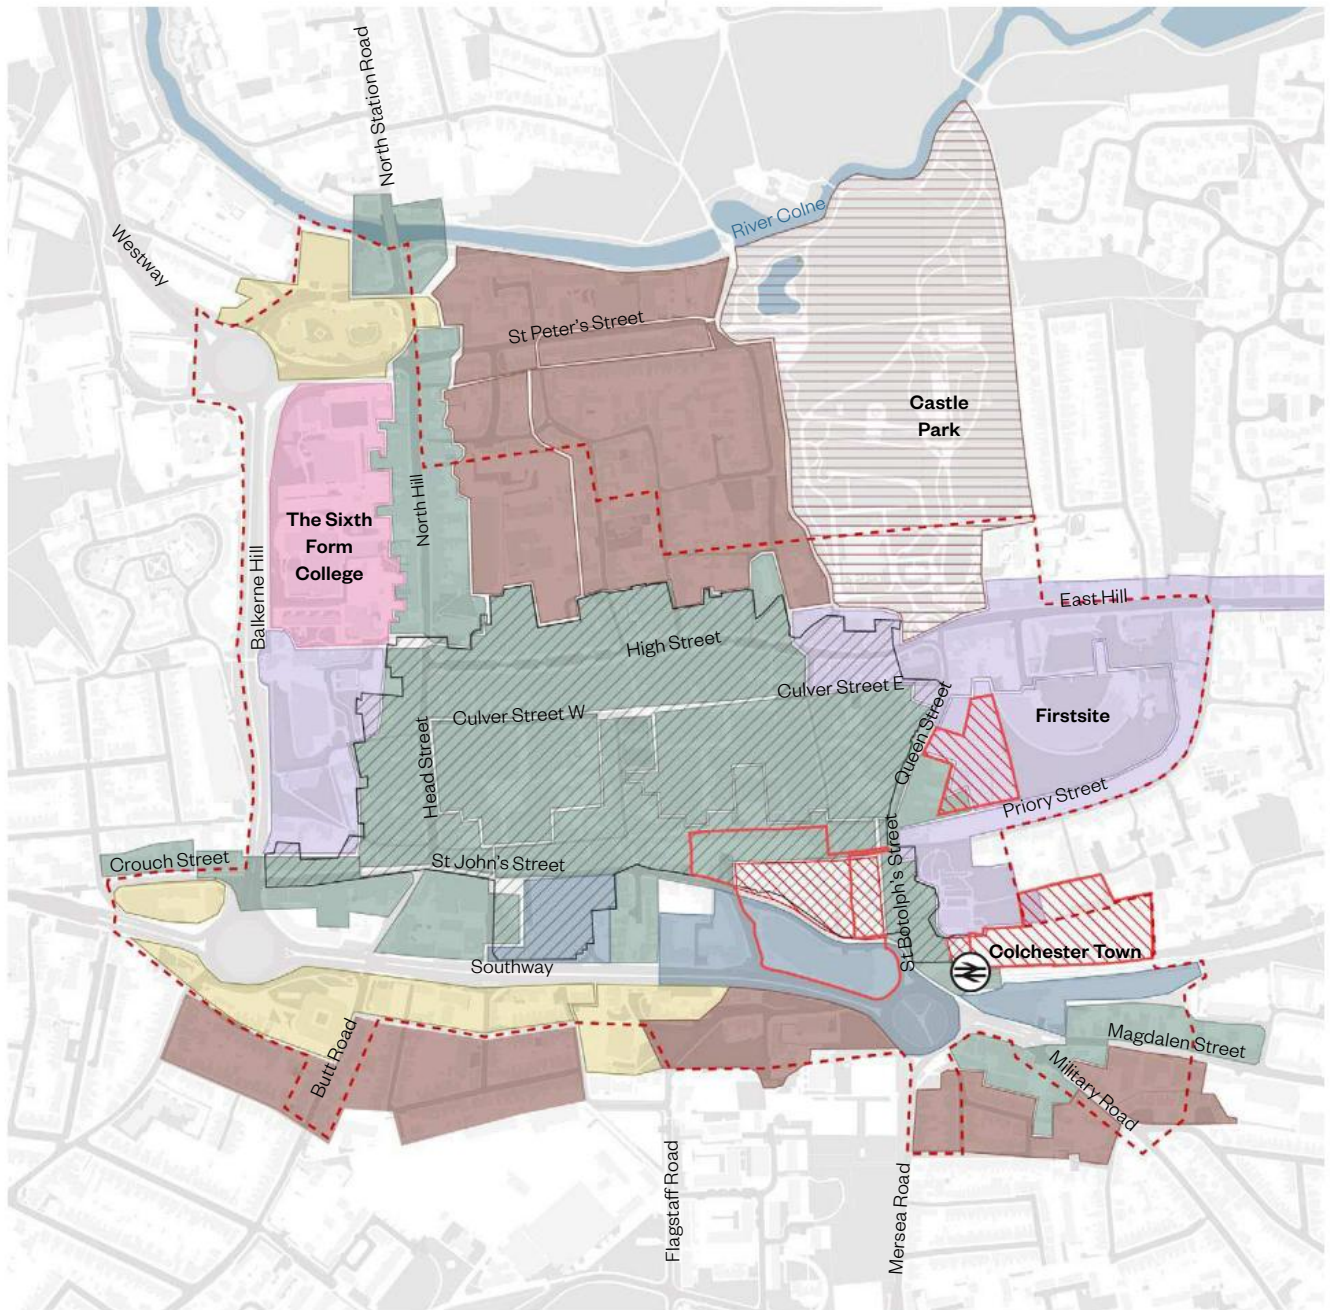 North Station Road
Westway
River Colne
St Peter's Street
Castle
Park
North Hill
The Sixth
Form
College
Balkerne Hill
East Hill
High Street
Culver Street E
Culver Street W
Head Street
Queen Street
Firstsite
Priory Street
Crouch Street
St John's Street
St Botolph's Street
Colchester Town
Southway
Butt Road
Magdalen Street
Military Road
Flagstaff Road
Mersea Road